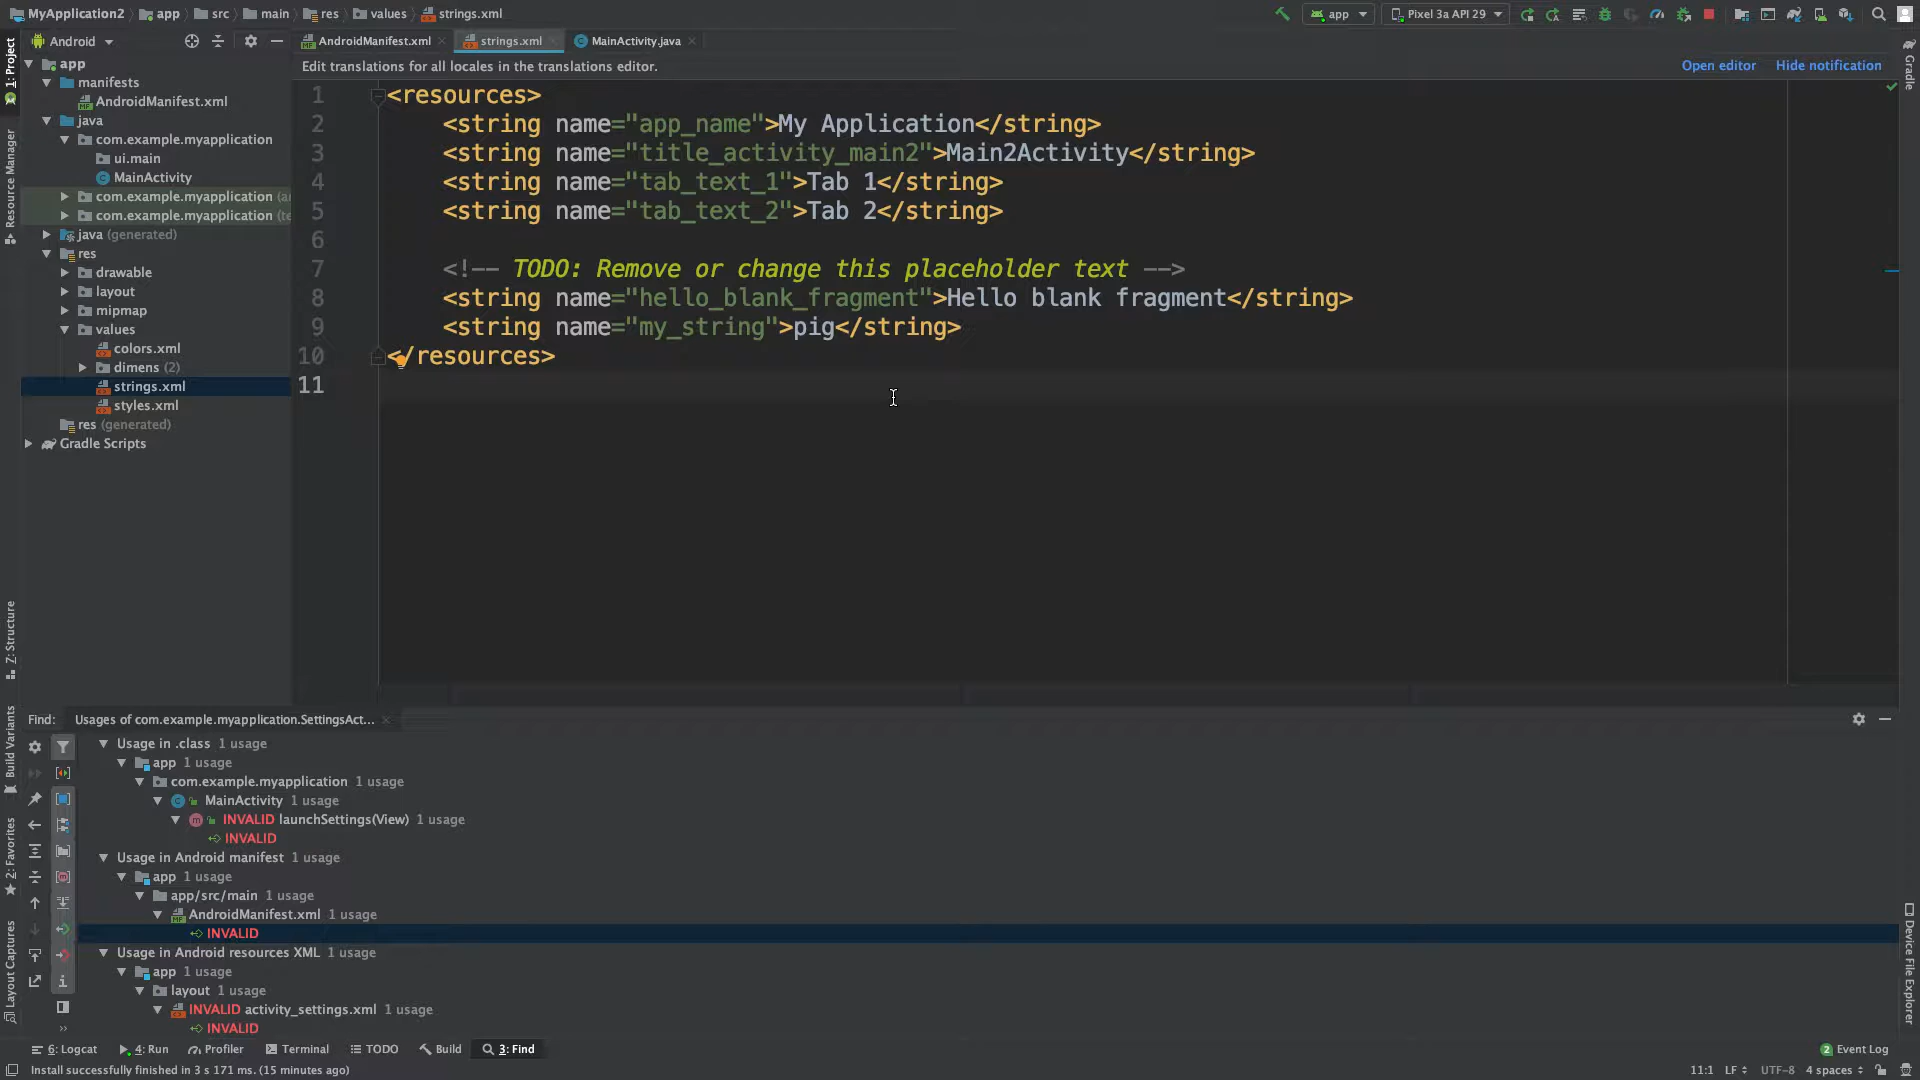 MyApplication2 app src main res values strings.xml app Pixel 3a API 29
Android AndroidManifest.xml strings.xml MainActivity.java
Edit translations for all locales in the translations editor. Open editor Hide notification
app
manifests
AndroidManifest.xml
java
com.example.myapplication
ui.main
MainActivity
com.example.myapplication
com.example.myapplication
java (generated)
res
drawable
layout
mipmap
values
colors.xml
dimens (2)
strings.xml
styles.xml
res (generated)
Gradle Scripts
1 <resources>
2 <string name="app_name">My Application</string>
3 <string name="title_activity_main2">Main2Activity</string>
4 <string name="tab_text_1">Tab 1</string>
5 <string name="tab_text_2">Tab 2</string>
6
7 <!-- TODO: Remove or change this placeholder text -->
8 <string name="hello_blank_fragment">Hello blank fragment</string>
9 <string name="my_string">pig</string>
10 </resources>
11
1: Project
Resource Manager
Z: Structure
Build Variants
2: Favorites
Layout Captures
Gradle
Device File Explorer
Find: Usages of com.example.myapplication.SettingsAct...
Usage in .class 1 usage
app 1 usage
com.example.myapplication 1 usage
MainActivity 1 usage
INVALID launchSettings(View) 1 usage
INVALID
Usage in Android manifest 1 usage
app 1 usage
app/src/main 1 usage
AndroidManifest.xml 1 usage
INVALID
Usage in Android resources XML 1 usage
app 1 usage
layout 1 usage
INVALID activity_settings.xml 1 usage
INVALID
6: Logcat 4: Run Profiler Terminal TODO Build 3: Find 2 Event Log
Install successfully finished in 3 s 171 ms. (15 minutes ago) 11:1 LF UTF-8 4 spaces